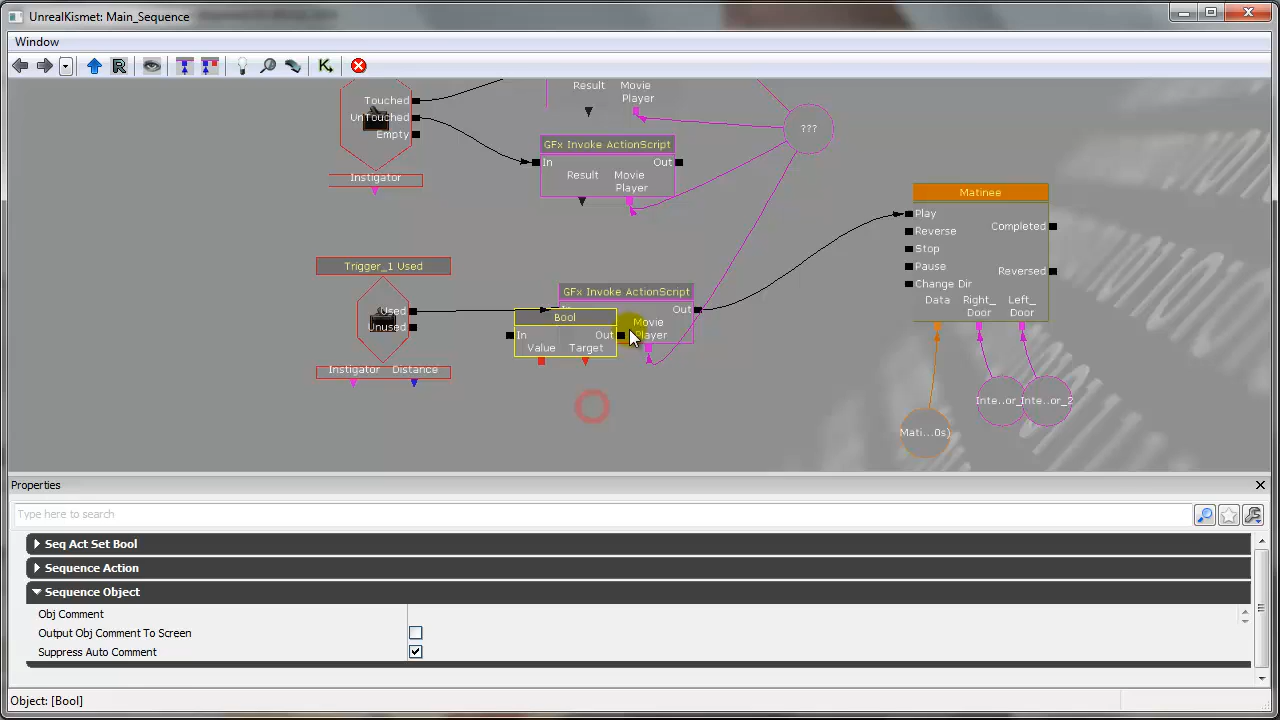 UnrealKismet: Main_Sequence
Window
Touched
UnTouched
Empty
Instigator
Result
Movie
Player
???
GFx Invoke ActionScript
In
Out
Result
Movie
Player
Matinee
Play
Reverse
Stop
Pause
Change Dir
Completed
Reversed
Data
Right_
Door
Left_
Door
Trigger_1 Used
Used
Unused
Instigator
Distance
GFx Invoke ActionScript
Out
Movie
Player
Bool
In
Out
Value
Target
Inte..or_
Inte..or_2
Mati...0s)
Properties
Type here to search
Seq Act Set Bool
Sequence Action
Sequence Object
Obj Comment
Output Obj Comment To Screen
Suppress Auto Comment
Object: [Bool]